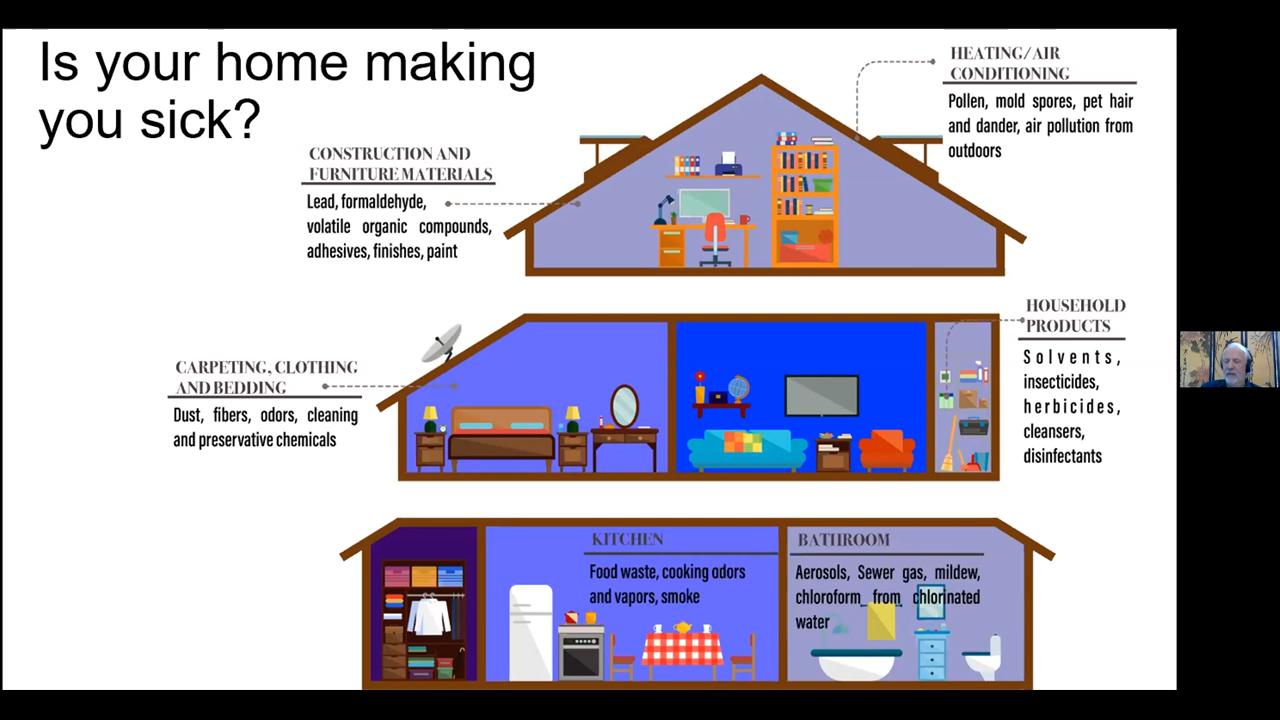 Is your home making
you sick?
HEATING/AIR
CONDITIONING
Pollen, mold spores, pet hair
and dander, air pollution from
outdoors
CONSTRUCTION AND
FURNITURE MATERIALS
Lead, formaldehyde,
volatile organic compounds,
adhesives, finishes, paint
HOUSEHOLD
PRODUCTS
Solvents,
insecticides,
herbicides,
cleansers,
disinfectants
CARPETING, CLOTHING
AND BEDDING
Dust, fibers, odors, cleaning
and preservative chemicals
KITCHEN
Food waste, cooking odors
and vapors, smoke
BATHROOM
Aerosols, Sewer gas, mildew,
chloroform from chlorinated
water